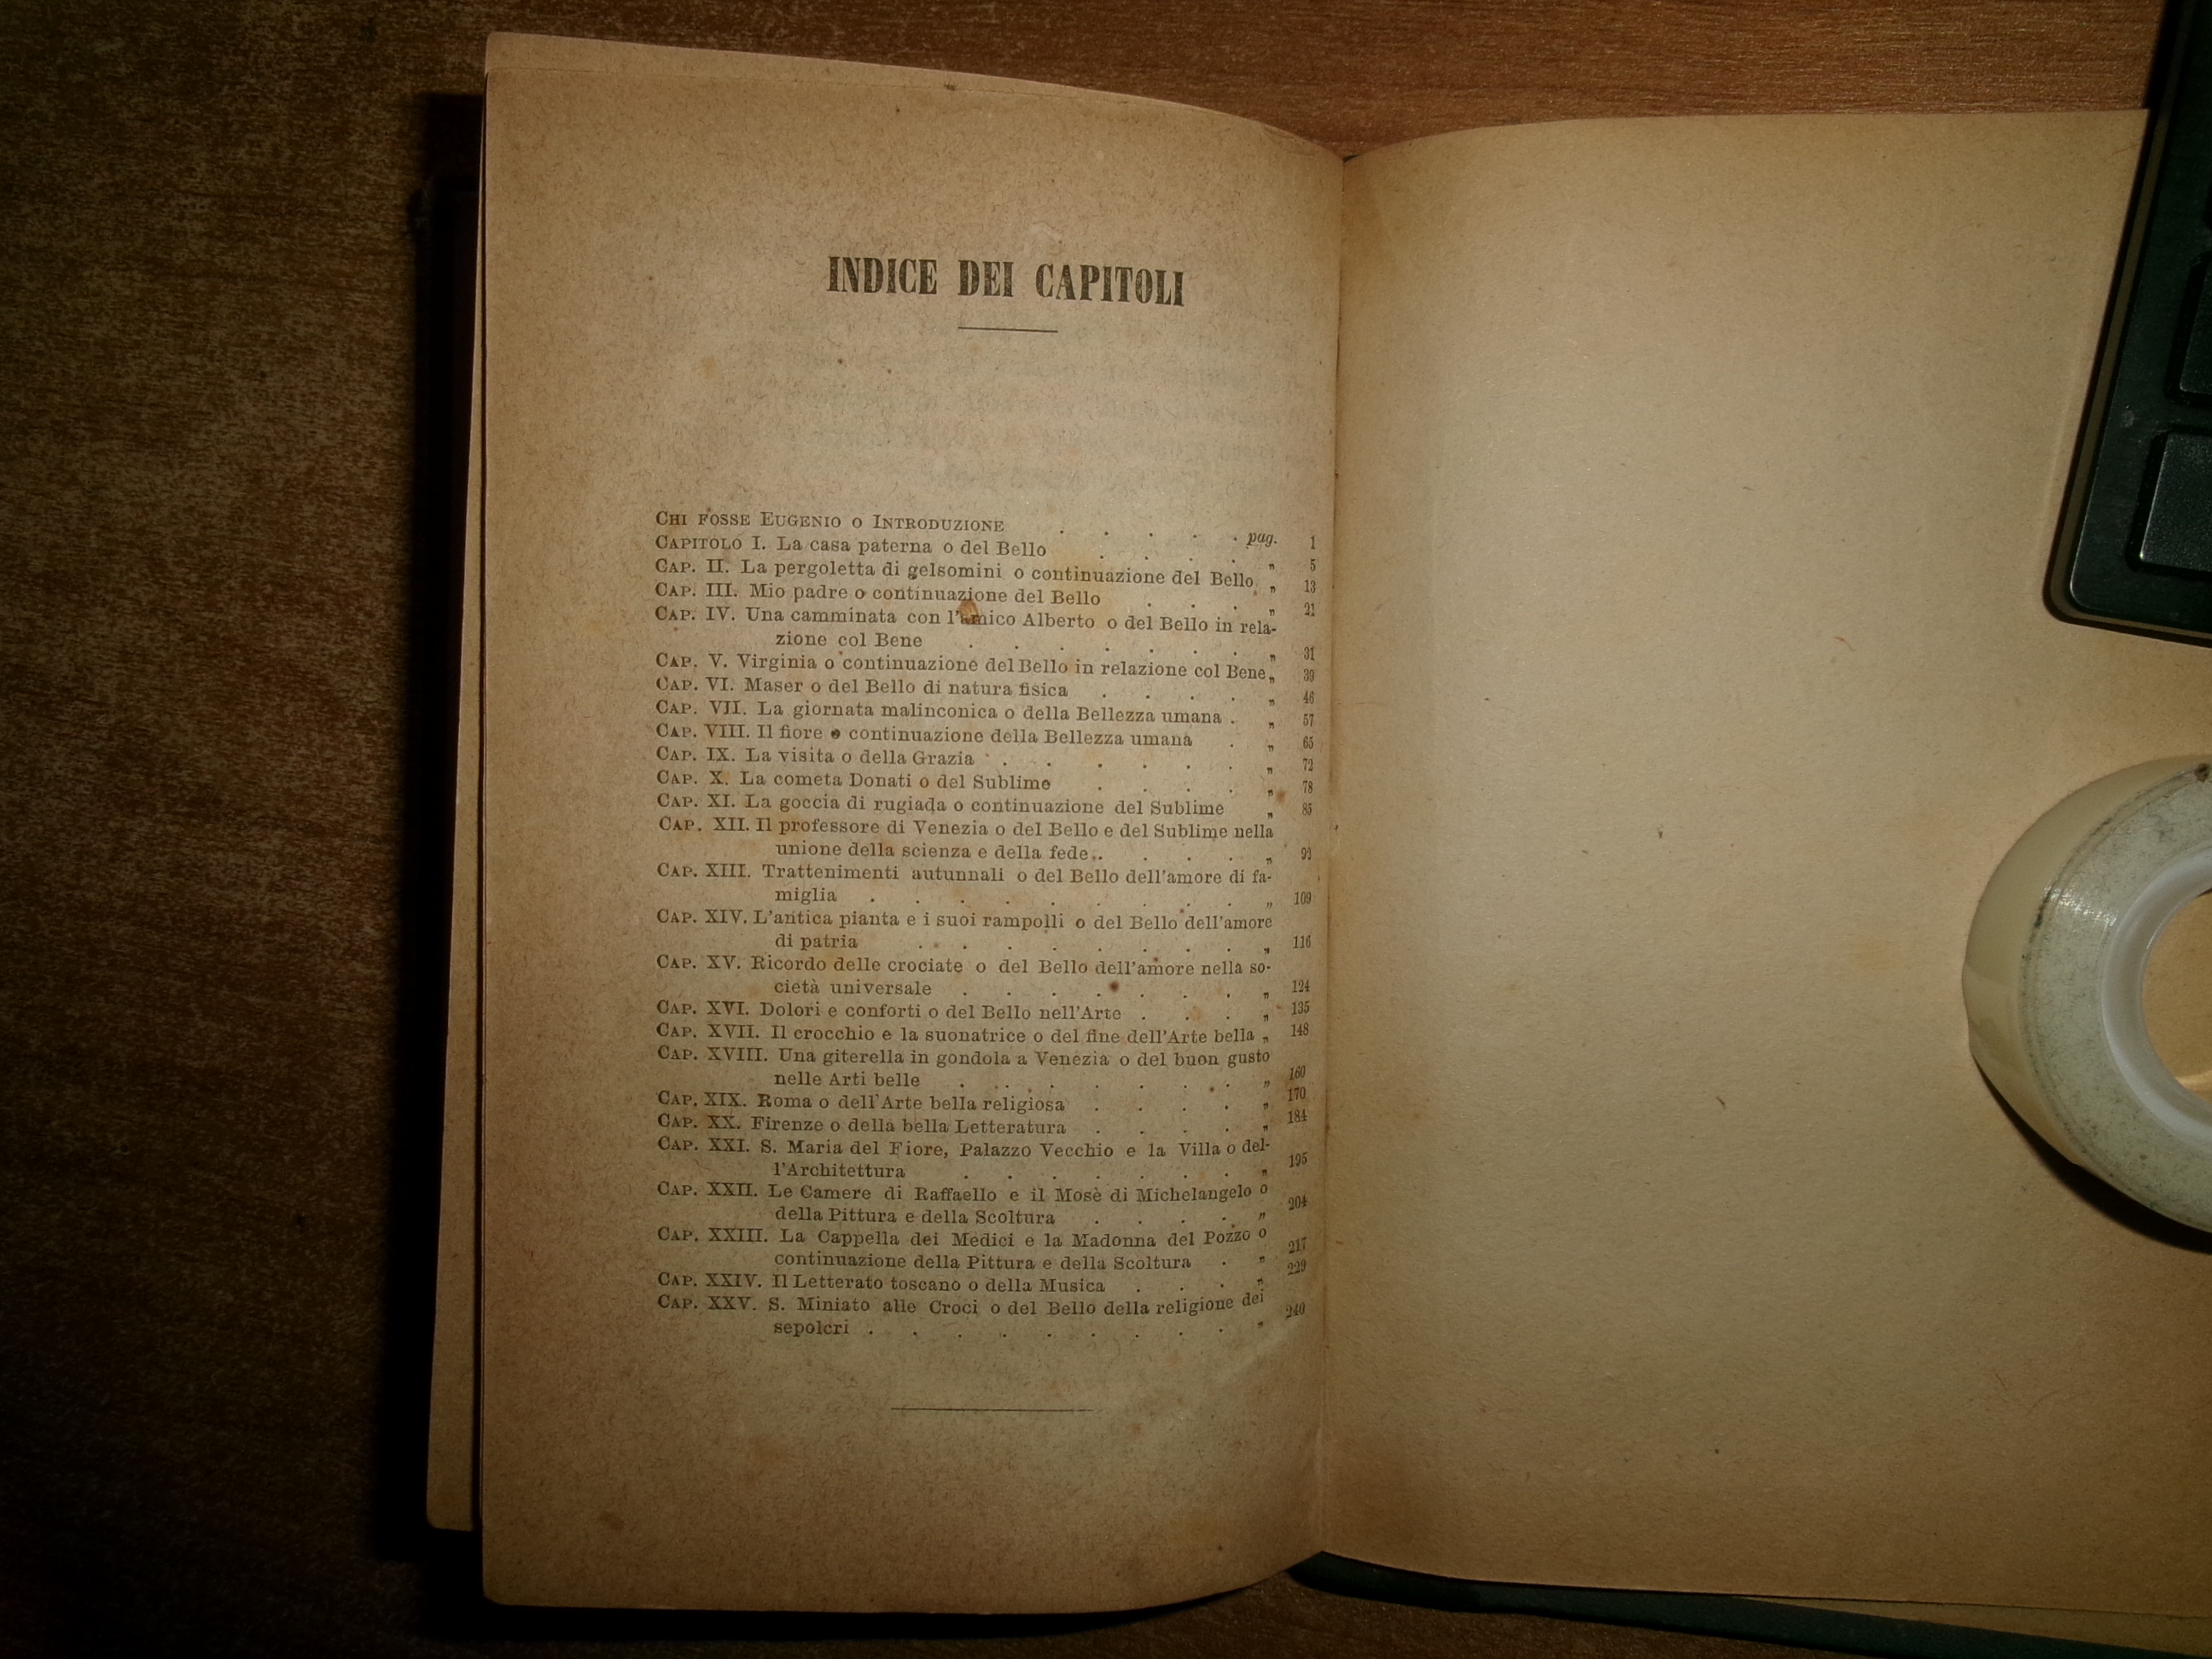 INDICE DEI CAPITOLI
CHI FOSSE EUGENIO O INTRODUZIONE . . . . . pag. 1
CAPITOLO I. La casa paterna o del Bello . . . . „ 5
CAP. II. La pergoletta di gelsomini o continuazione del Bello. „ 13
CAP. III. Mio padre o continuazione del Bello . . . „ 21
CAP. IV. Una camminata con l'amico Alberto o del Bello in rela-
zione col Bene . . . . . . . „ 31
CAP. V. Virginia o continuazione del Bello in relazione col Bene „ 39
CAP. VI. Maser o del Bello di natura fisica . . . . „ 46
CAP. VII. La giornata malinconica o della Bellezza umana . „ 57
CAP. VIII. Il fiore o continuazione della Bellezza umana . „ 65
CAP. IX. La visita o della Grazia . . . . . . „ 72
CAP. X. La cometa Donati o del Sublime . . . . „ 78
CAP. XI. La goccia di rugiada o continuazione del Sublime „ 85
CAP. XII. Il professore di Venezia o del Bello e del Sublime nella
unione della scienza e della fede . . . . . „
CAP. XIII. Trattenimenti autunnali o del Bello dell'amore di fa-
miglia . . . . . . . . . „ 109
CAP. XIV. L'antica pianta e i suoi rampolli o del Bello dell'amore
di patria . . . . . . . . „ 116
CAP. XV. Ricordo delle crociate o del Bello dell'amore nella so-
cietà universale . . . . . . . „ 124
CAP. XVI. Dolori e conforti o del Bello nell'Arte . . . „ 135
CAP. XVII. Il crocchio e la suonatrice o del fine dell'Arte bella „ 148
CAP. XVIII. Una giterella in gondola a Venezia o del buon gusto
nelle Arti belle . . . . . . . „ 160
CAP. XIX. Roma o dell'Arte bella religiosa . . . . „ 170
CAP. XX. Firenze o della bella Letteratura . . . . „ 184
CAP. XXI. S. Maria del Fiore, Palazzo Vecchio e la Villa o del-
l'Architettura . . . . . . . „ 195
CAP. XXII. Le Camere di Raffaello e il Mosè di Michelangelo o
della Pittura e della Scoltura . . . . „ 204
CAP. XXIII. La Cappella dei Medici e la Madonna del Pozzo o
continuazione della Pittura e della Scoltura . „ 217
CAP. XXIV. Il Letterato toscano o della Musica . . . „ 229
CAP. XXV. S. Miniato alle Croci o del Bello della religione dei
sepolcri . . . . . . . . . „ 240